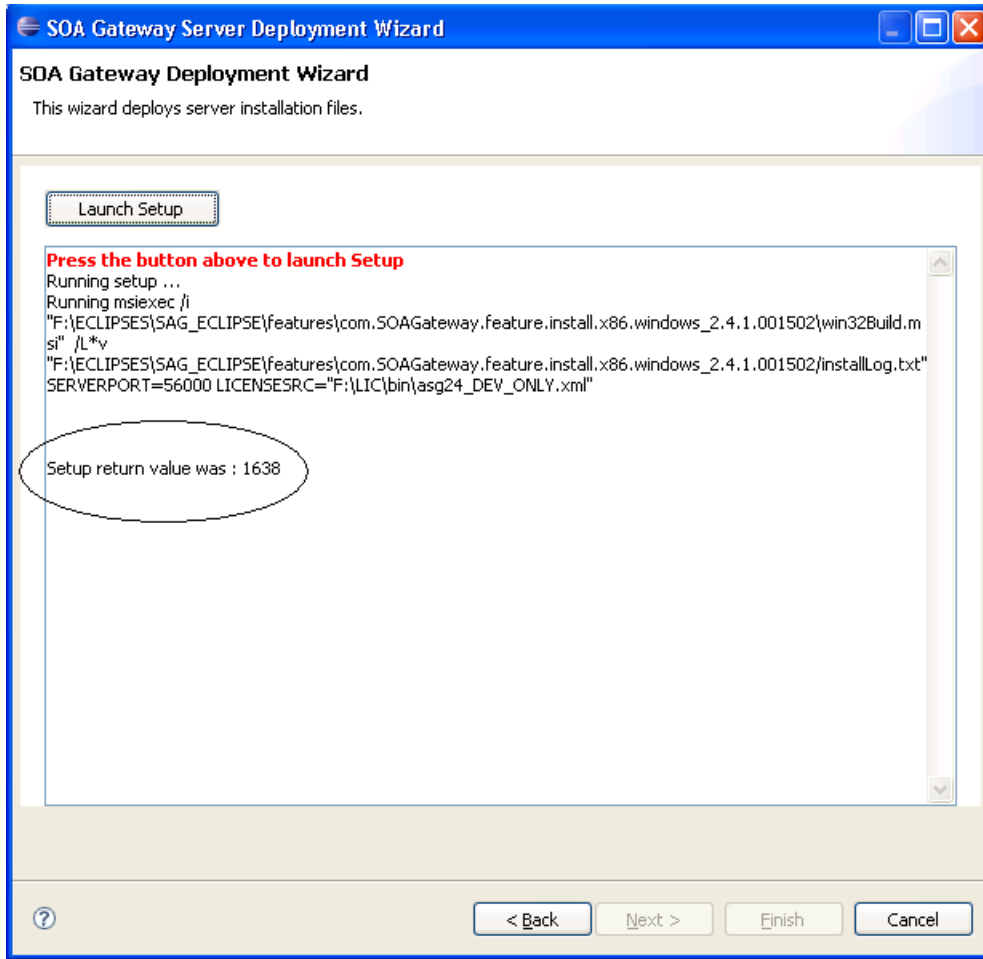 SOA Gateway Server Deployment Wizard
SOA Gateway Deployment Wizard
This wizard deploys server installation files.
Launch Setup
Press the button above to launch Setup
Running setup ...
Running msiexec /i
"F:\ECLIPSES\SAG_ECLIPSE\features\com.SOAGateway.feature.install.x86.windows_2.4.1.001502\win32Build.m
si" /L*v
"F:\ECLIPSES\SAG_ECLIPSE\features\com.SOAGateway.feature.install.x86.windows_2.4.1.001502/installLog.txt"
SERVERPORT=56000 LICENSESRC="F:\LIC\bin\asg24_DEV_ONLY.xml"
Setup return value was : 1638
? < Back Next > Finish Cancel